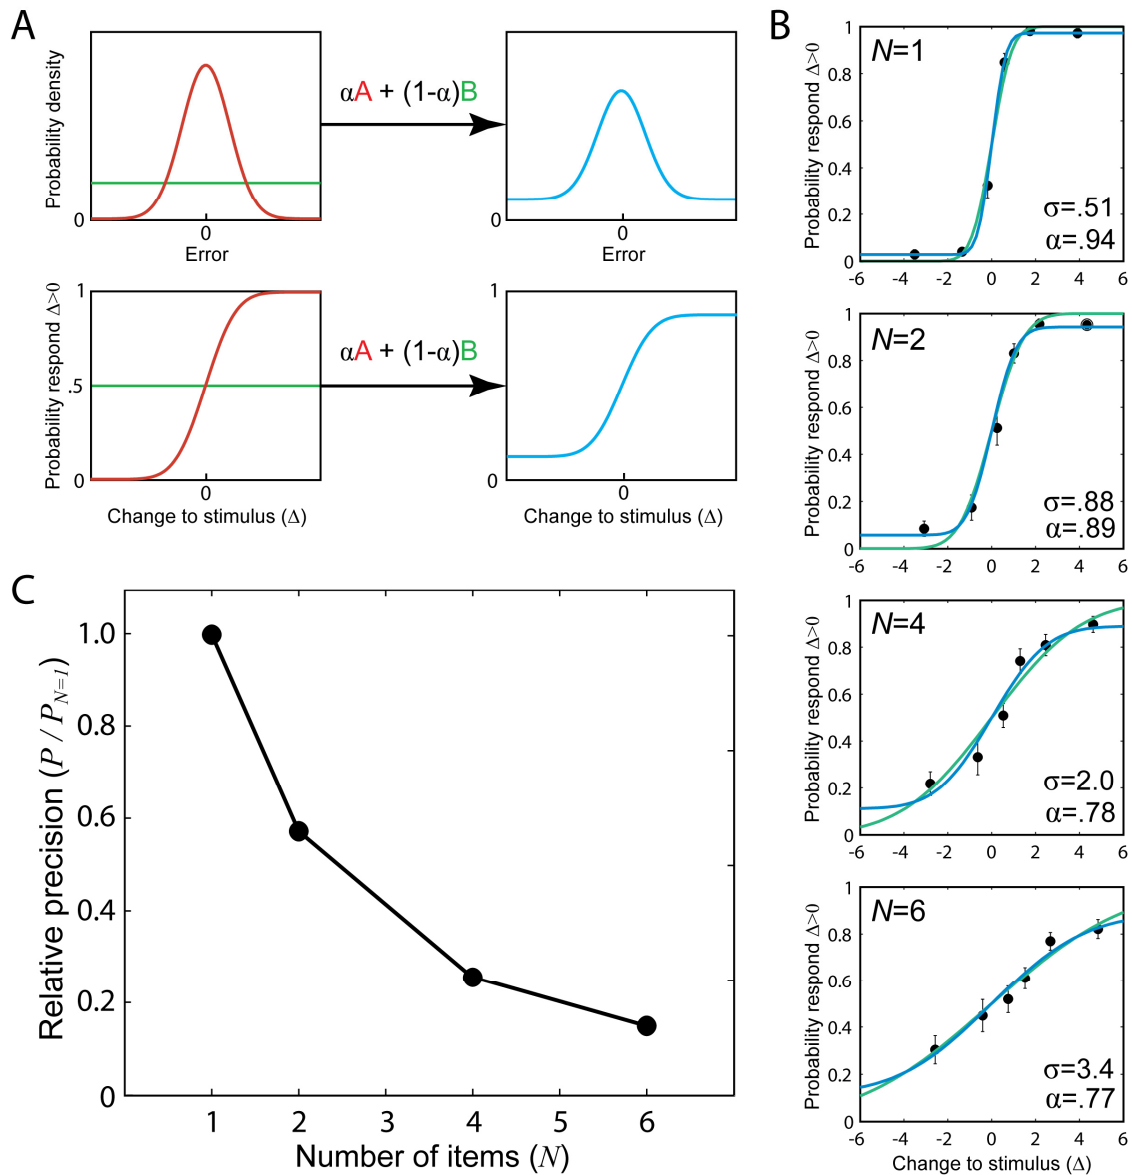 A
Probability density
0
0
Error
αA + (1-α)B
0
0
Error
Probability respond Δ>0
1
.5
0
0
Change to stimulus (Δ)
αA + (1-α)B
1
0
0
Change to stimulus (Δ)
B
Probability respond Δ>0
1
0.8
0.6
0.4
0.2
0
N=1
σ=.51
α=.94
-6 -4 -2 0 2 4 6
Probability respond Δ>0
1
0.8
0.6
0.4
0.2
0
N=2
σ=.88
α=.89
-6 -4 -2 0 2 4 6
Probability respond Δ>0
1
0.8
0.6
0.4
0.2
0
N=4
σ=2.0
α=.78
-6 -4 -2 0 2 4 6
Probability respond Δ>0
1
0.8
0.6
0.4
0.2
0
N=6
σ=3.4
α=.77
-6 -4 -2 0 2 4 6
Change to stimulus (Δ)
C
Relative precision (P / P N=1)
1.0
0.8
0.6
0.4
0.2
0
1 2 3 4 5 6
Number of items (N)